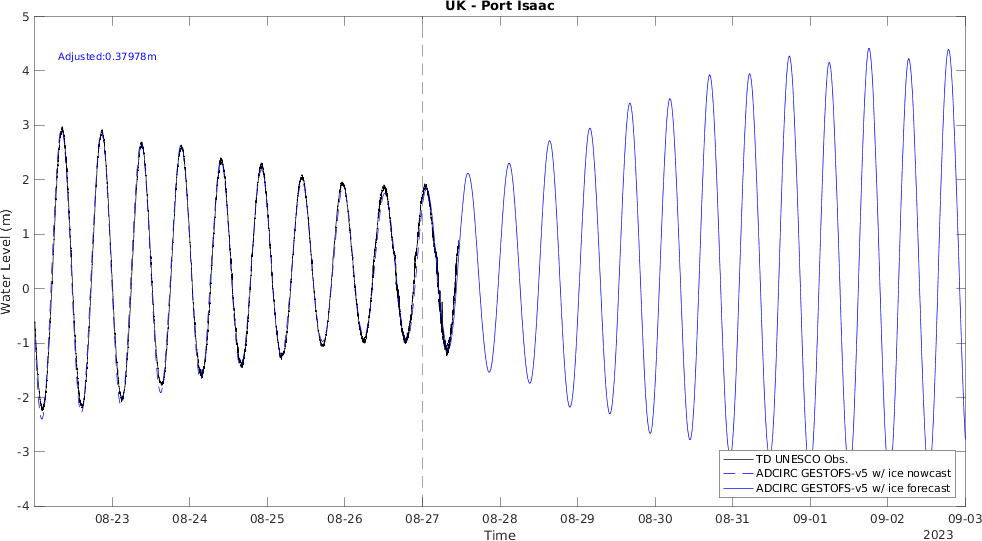 UK - Port Isaac
Adjusted:0.37978m
Water Level (m)
5
4
3
2
1
0
-1
-2
-3
-4
TD UNESCO Obs.
ADCIRC GESTOFS-v5 w/ ice nowcast
ADCIRC GESTOFS-v5 w/ ice forecast
08-23 08-24 08-25 08-26 08-27 08-28 08-29 08-30 08-31 09-01 09-02 09-03
Time
2023